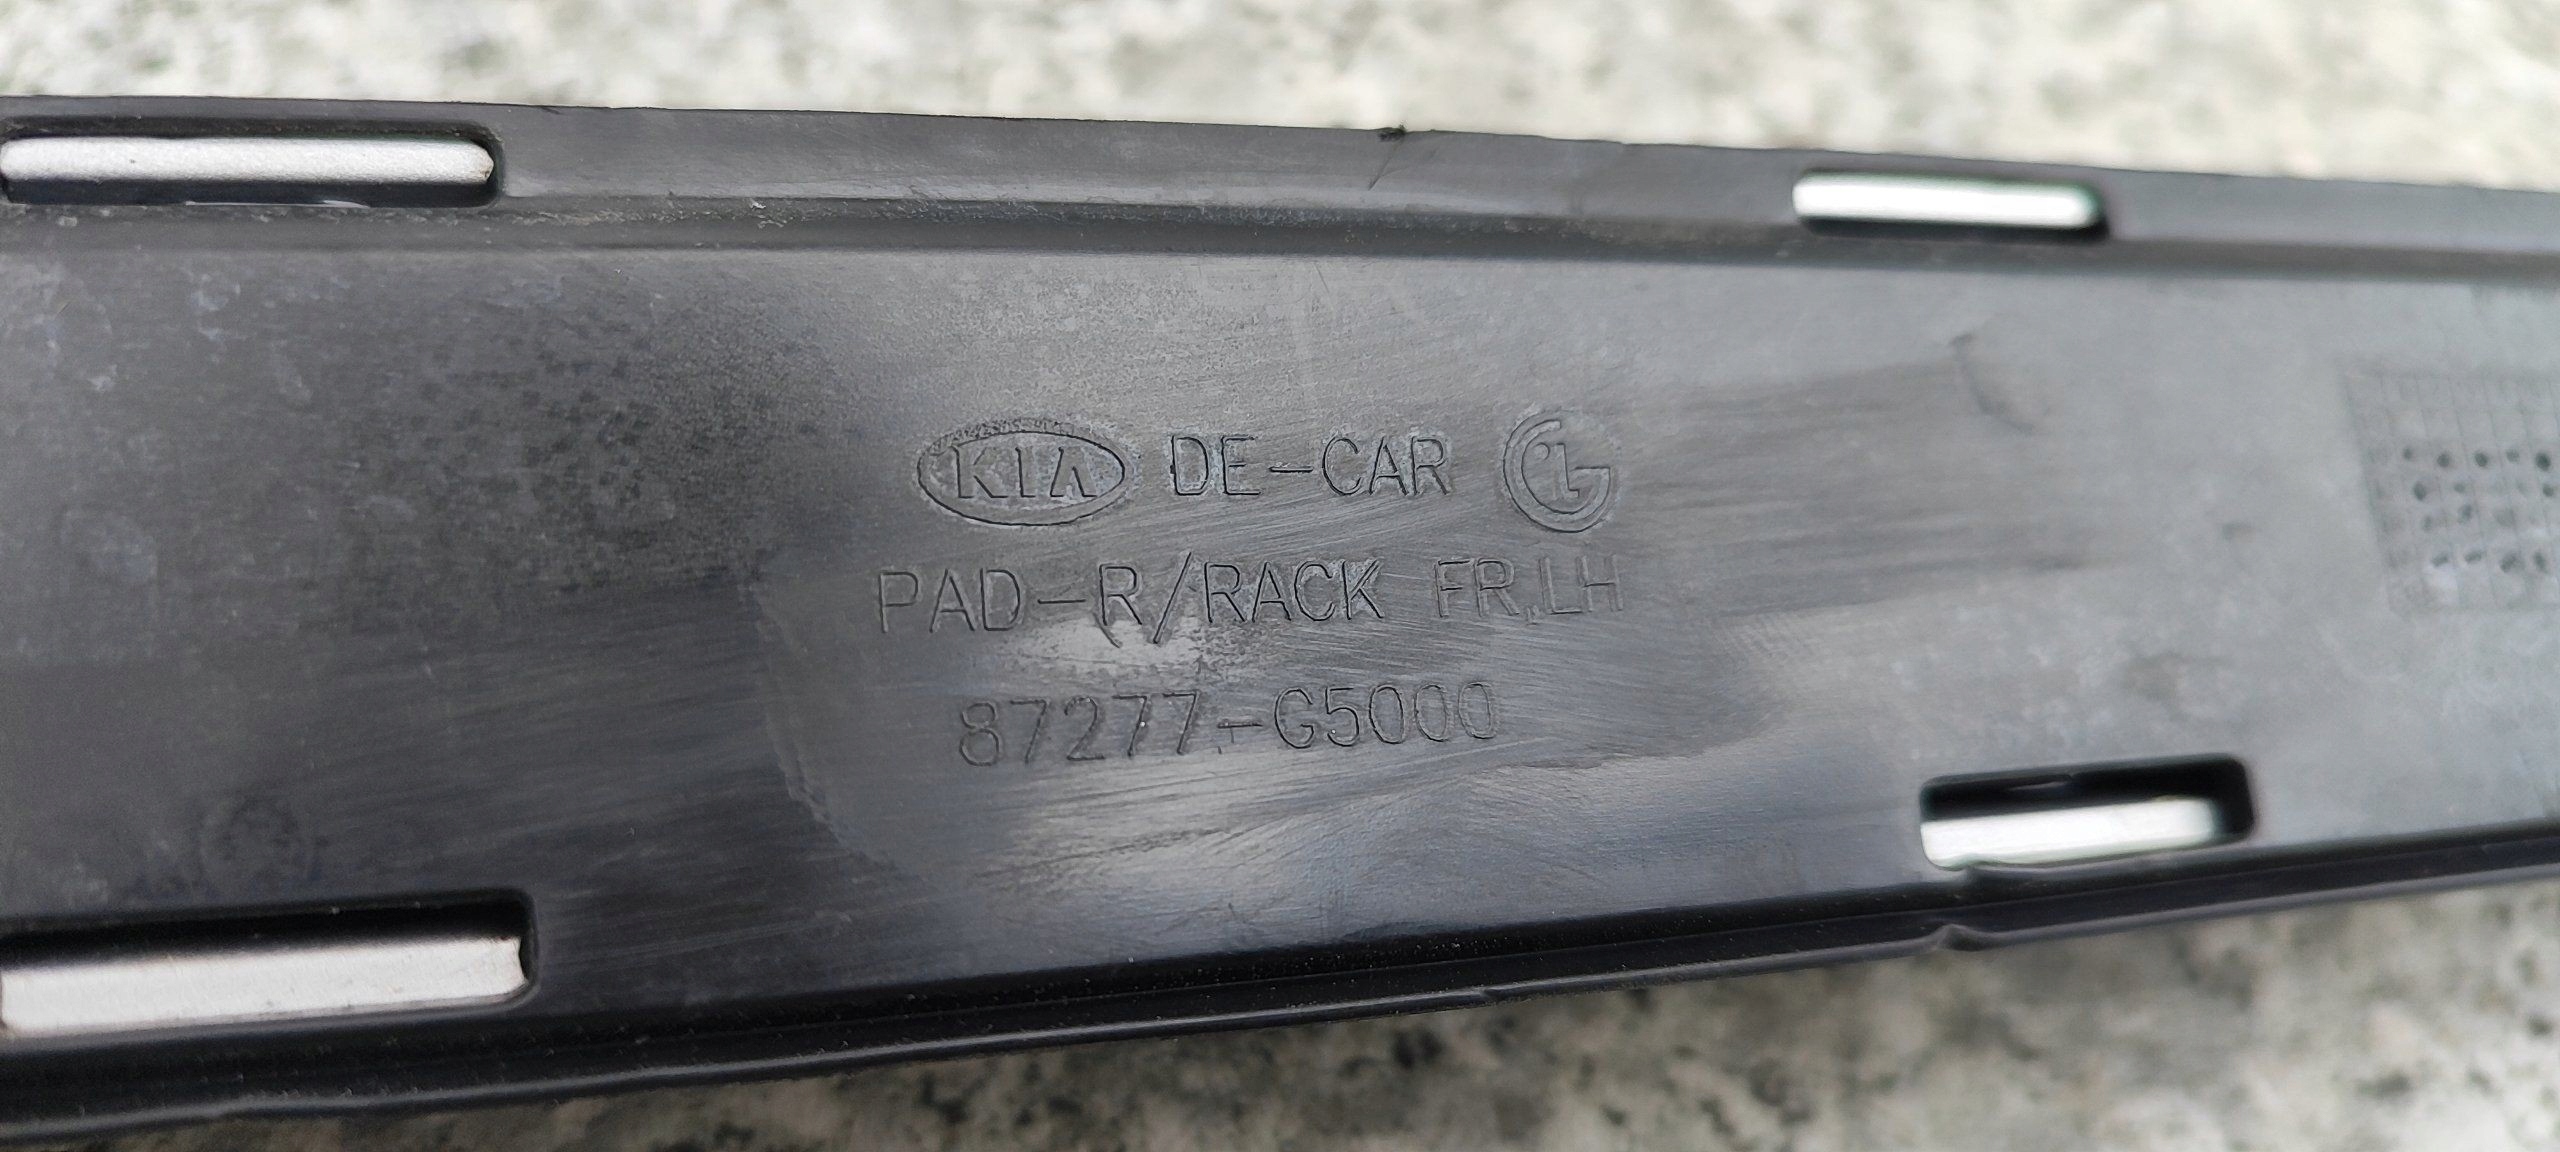 KIA DE-CAR LG
PAD-R/RACK FR,LH
87277-G5000